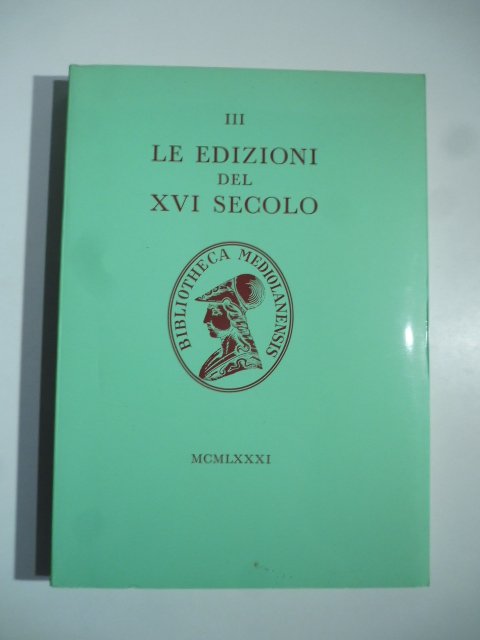 III
LE EDIZIONI
DEL
XVI SECOLO
BIBLIOTHECA MEDIOLANENSIS
MCMLXXXI